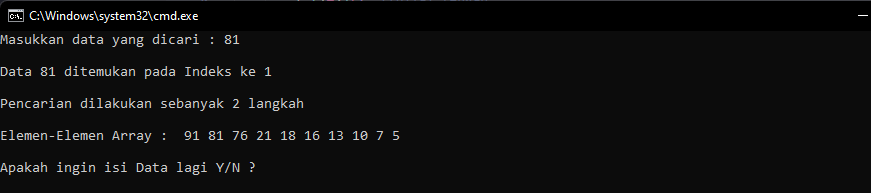 C:\Windows\system32\cmd.exe
Masukkan data yang dicari : 81
Data 81 ditemukan pada Indeks ke 1
Pencarian dilakukan sebanyak 2 langkah
Elemen-Elemen Array :  91 81 76 21 18 16 13 10 7 5
Apakah ingin isi Data lagi Y/N ?